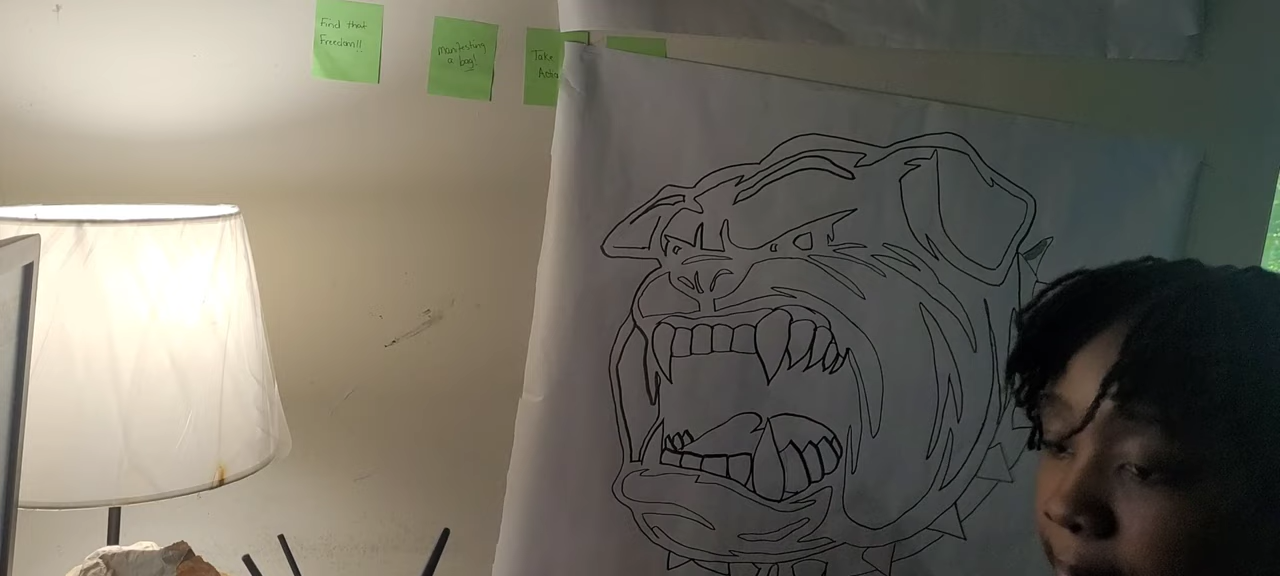 Find that
Freedom!!
manifesting
a bag!
Take